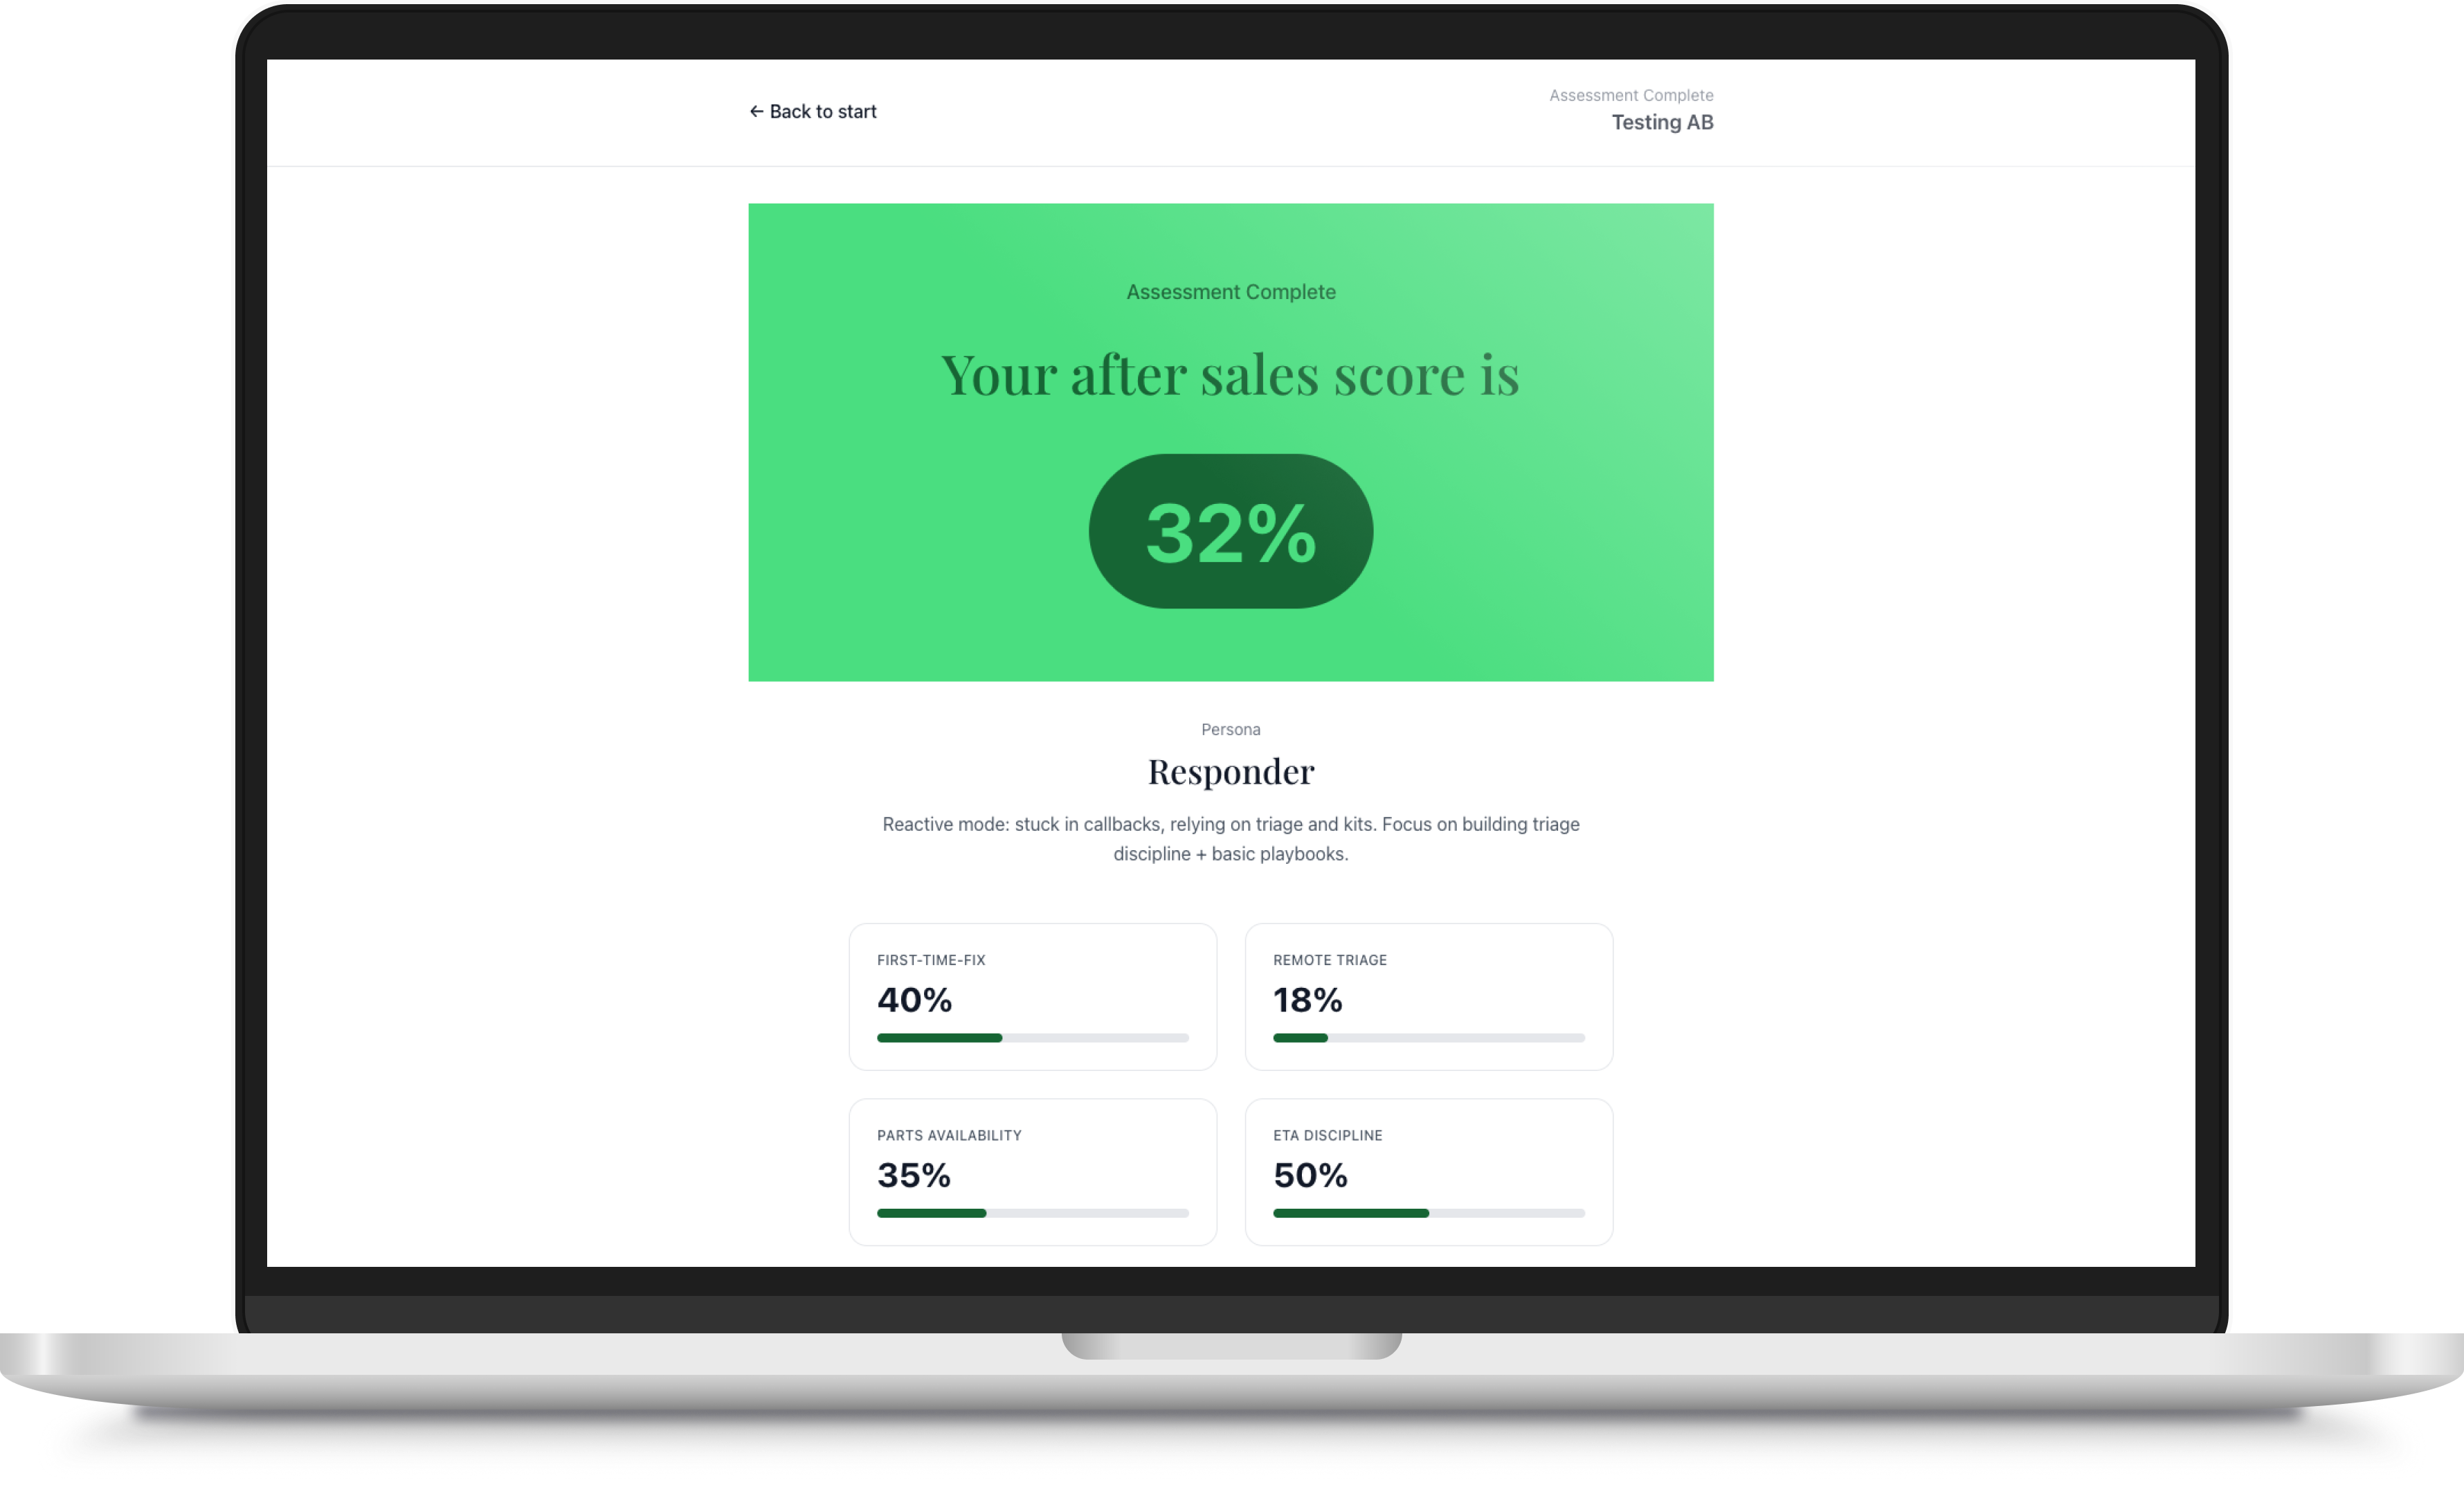 ← Back to start
Assessment Complete
Testing AB
Assessment Complete
Your after sales score is
32%
Persona
Responder
Reactive mode: stuck in callbacks, relying on triage and kits. Focus on building triage
discipline + basic playbooks.
FIRST-TIME-FIX
40%
REMOTE TRIAGE
18%
PARTS AVAILABILITY
35%
ETA DISCIPLINE
50%